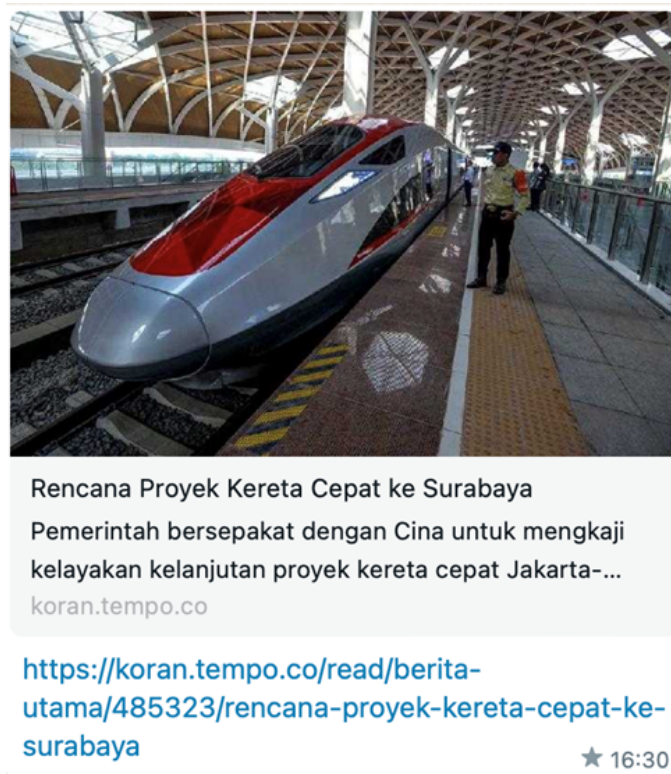 Rencana Proyek Kereta Cepat ke Surabaya
Pemerintah bersepakat dengan Cina untuk mengkaji
kelayakan kelanjutan proyek kereta cepat Jakarta-...
koran.tempo.co
https://koran.tempo.co/read/berita-
utama/485323/rencana-proyek-kereta-cepat-ke-
surabaya
★ 16:30